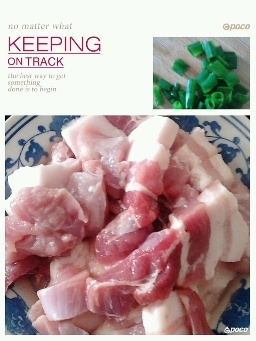 no matter what
poco
KEEPING
ON TRACK
the best way to get
something
done is to begin
poco